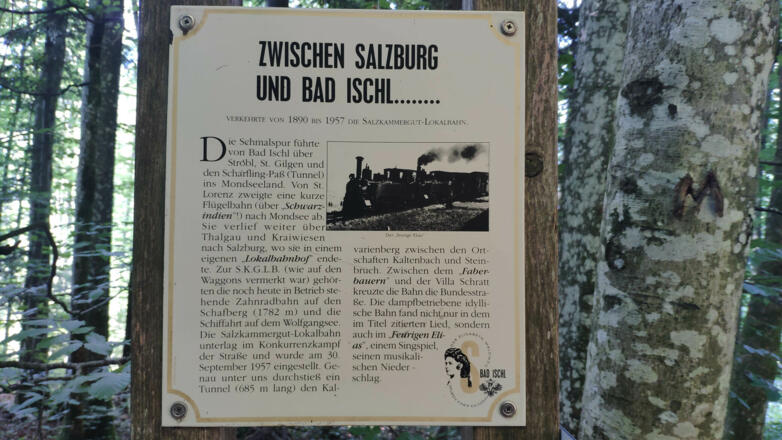 ZWISCHEN SALZBURG
UND BAD ISCHL........
VERKEHRTE VON 1890 BIS 1957 DIE SALZKAMMERGUT-LOKALBAHN.
Die Schmalspur führte
von Bad Ischl über
Ströbl, St. Gilgen und
den Schärfling-Paß (Tunnel)
ins Mondseeland. Von St.
Lorenz zweigte eine kurze
Flügelbahn (über „Schwarz-
indien"!) nach Mondsee ab.
Sie verlief weiter über
Thalgau und Kraiwiesen
nach Salzburg, wo sie in einem
eigenen „Lokalbahnhof" ende-
te. Zur S.K.G.L.B. (wie auf den
Waggons vermerkt war) gehör-
ten die noch heute in Betrieb ste-
hende Zahnradbahn auf den
Schafberg (1782 m) und die
Schiffahrt auf dem Wolfgangsee.
Die Salzkammergut-Lokalbahn
unterlag im Konkurrenzkampf
der Straße und wurde am 30.
September 1957 eingestellt. Ge-
nau unter uns durchstieß ein
Tunnel (685 m lang) den Kal-
Der „feurige Elias"
varienberg zwischen den Ort-
schaften Kaltenbach und Stein-
bruch. Zwischen dem „Faber-
hauern" und der Villa Schratt
kreuzte die Bahn die Bundesstra-
ße. Die dampfbetriebene idylli-
sche Bahn fand nicht nur in dem
im Titel zitierten Lied, sondern
auch im „Feurigen Eli-
as", einem Singspiel,
seinen musikali-
schen Nieder -
schlag.
S
BAD ISCHL
M